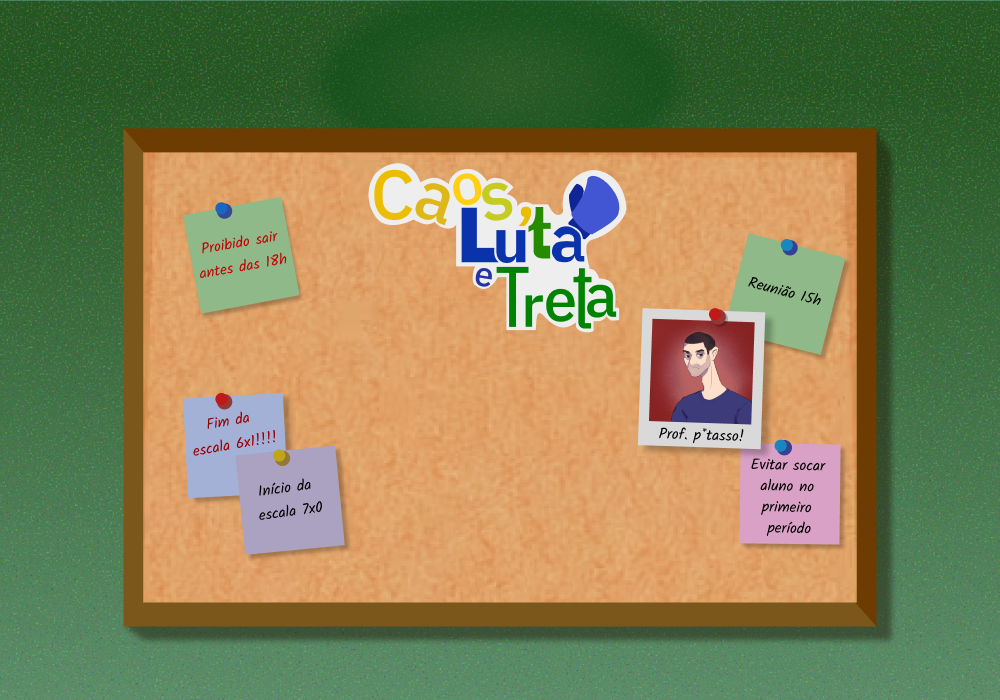 Caos,
Luta
e Treta
Proibido sair
antes das 18h
Reunião 15h
Prof. p*tasso!
Fim da
escala 6x1!!!!
Início da
escala 7x0
Evitar socar
aluno no
primeiro
período